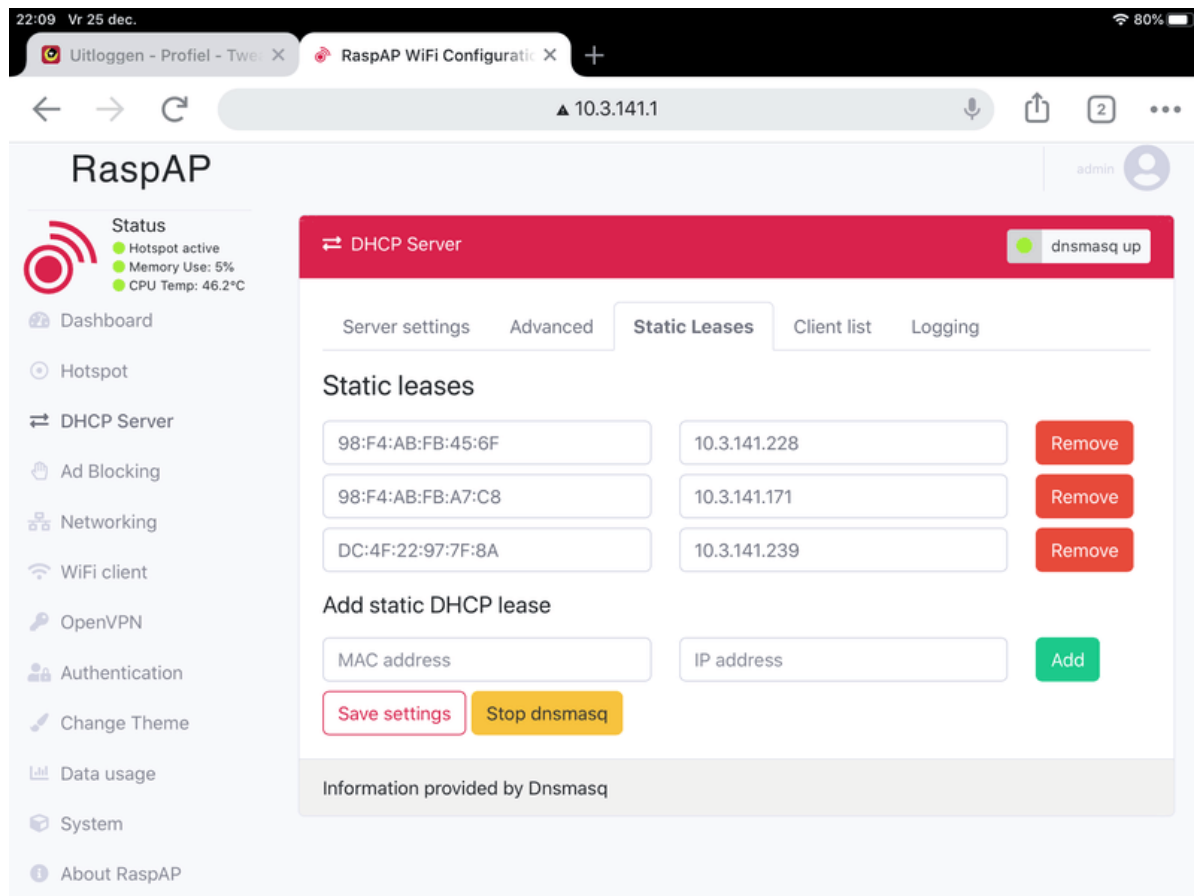 22:09 Vr 25 dec.
80%
Uitloggen - Profiel - Twe
RaspAP WiFi Configuratic
10.3.141.1
2
RaspAP
admin
Status
Hotspot active
Memory Use: 5%
CPU Temp: 46.2°C
Dashboard
Hotspot
DHCP Server
Ad Blocking
Networking
WiFi client
OpenVPN
Authentication
Change Theme
Data usage
System
About RaspAP
DHCP Server
dnsmasq up
Server settings Advanced Static Leases Client list Logging
Static leases
98:F4:AB:FB:45:6F 10.3.141.228 Remove
98:F4:AB:FB:A7:C8 10.3.141.171 Remove
DC:4F:22:97:7F:8A 10.3.141.239 Remove
Add static DHCP lease
MAC address IP address Add
Save settings Stop dnsmasq
Information provided by Dnsmasq